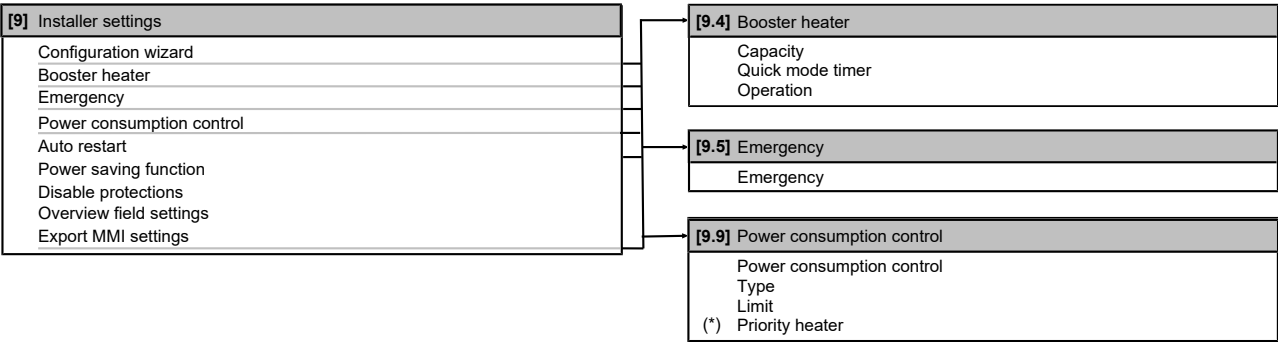 [9] Installer settings
Configuration wizard
Booster heater
Emergency
Power consumption control
Auto restart
Power saving function
Disable protections
Overview field settings
Export MMI settings
[9.4] Booster heater
Capacity
Quick mode timer
Operation
[9.5] Emergency
Emergency
[9.9] Power consumption control
Power consumption control
Type
Limit
(*) Priority heater